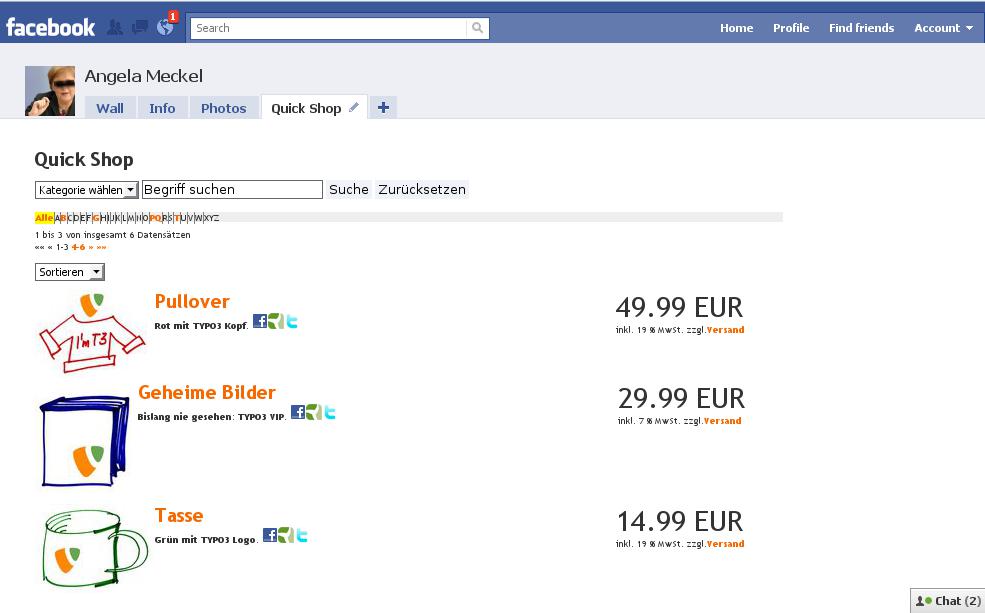 facebook
1
Search
Home Profile Find friends Account
Angela Meckel
Wall Info Photos Quick Shop +
Quick Shop
Kategorie wählen Begriff suchen Suche Zurücksetzen
Alle|A|B|C|D|E|F|G|H|I|J|K|L|M|N|O|P|Q|R|S|T|U|V|W|X|Y|Z
1 bis 3 von insgesamt 6 Datensätzen
«« « 1-3 4-6 » »»
Sortieren
Pullover
49.99 EUR
I'm T3
Rot mit TYPO3 Kopf.
inkl. 19 % MwSt. zzgl.Versand
Geheime Bilder
29.99 EUR
Bislang nie gesehen: TYPO3 VIP.
inkl. 7 % MwSt. zzgl.Versand
Tasse
14.99 EUR
Grün mit TYPO3 Logo.
inkl. 19 % MwSt. zzgl.Versand
Chat (2)